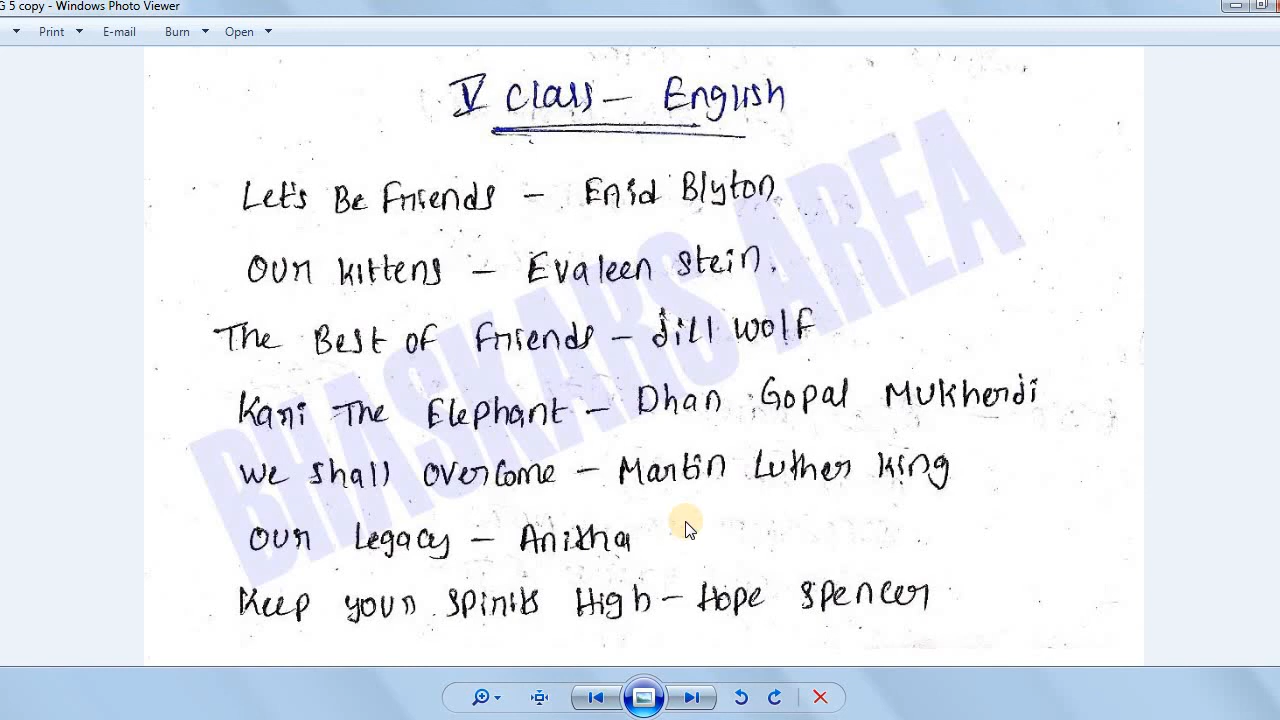 G 5 copy - Windows Photo Viewer
Print E-mail Burn Open
V Class - English
Let's Be Friends - Enid Blyton
Our Kittens - Evaleen Stein.
The Best of Friends - Jill Wolf
Kari The Elephant - Dhan Gopal Mukherji
We Shall Overcome - Martin Luther King
Our Legacy - Anitha
Keep your Spirits High - Hope Spencer
BHASKARS AREA